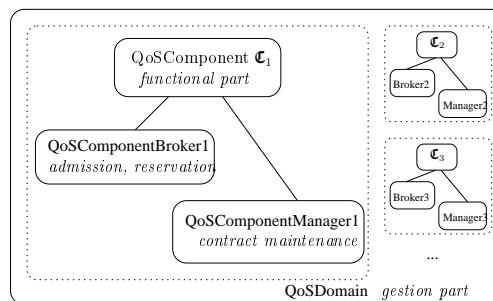 QoSComponent ℭ₁
functional part
QoSComponentBroker1
admission, reservation
QoSComponentManager1
contract maintenance
ℭ₂
Broker2
Manager2
ℭ₃
Broker3
Manager3
...
QoSDomain gestion part